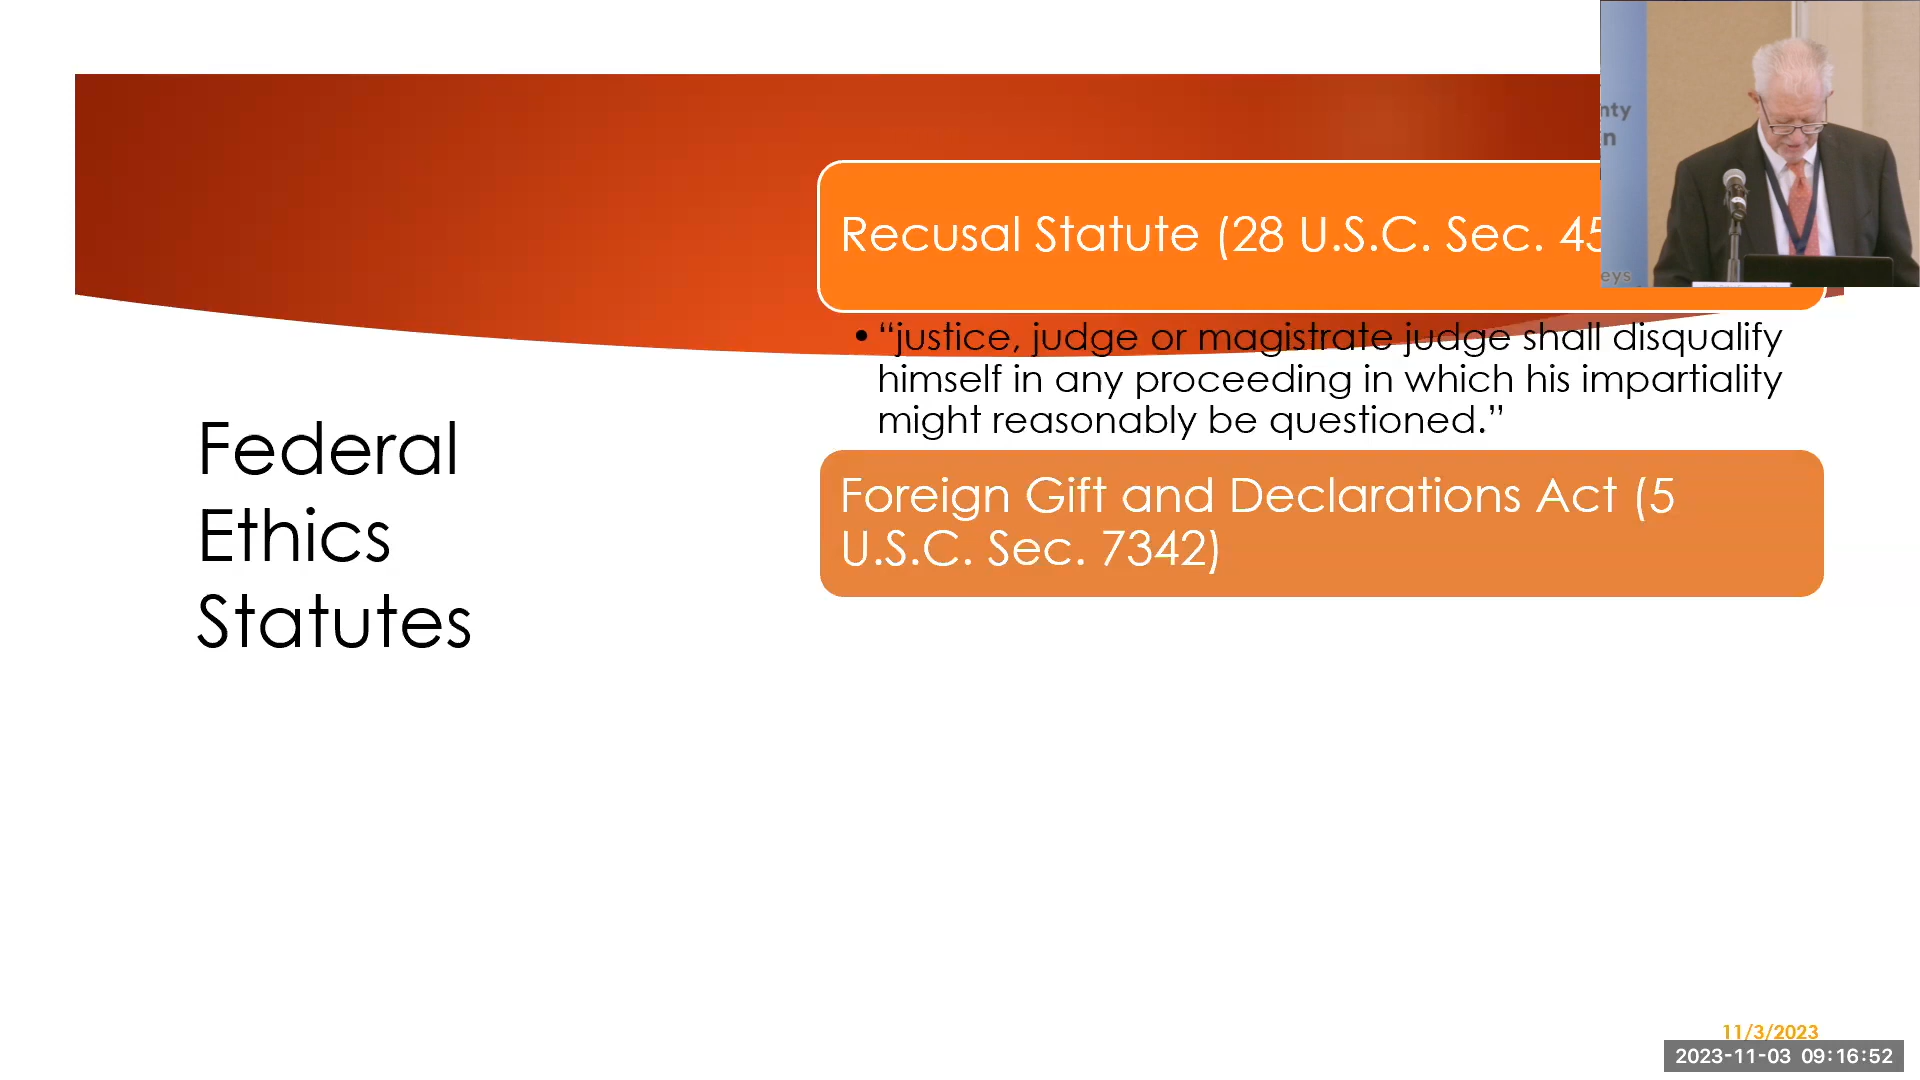 Recusal Statute (28 U.S.C. Sec. 45
• “justice, judge or magistrate judge shall disqualify
himself in any proceeding in which his impartiality
might reasonably be questioned.”
Federal
Ethics
Statutes
Foreign Gift and Declarations Act (5
U.S.C. Sec. 7342)
11/3/2023
2023-11-03 09:16:52